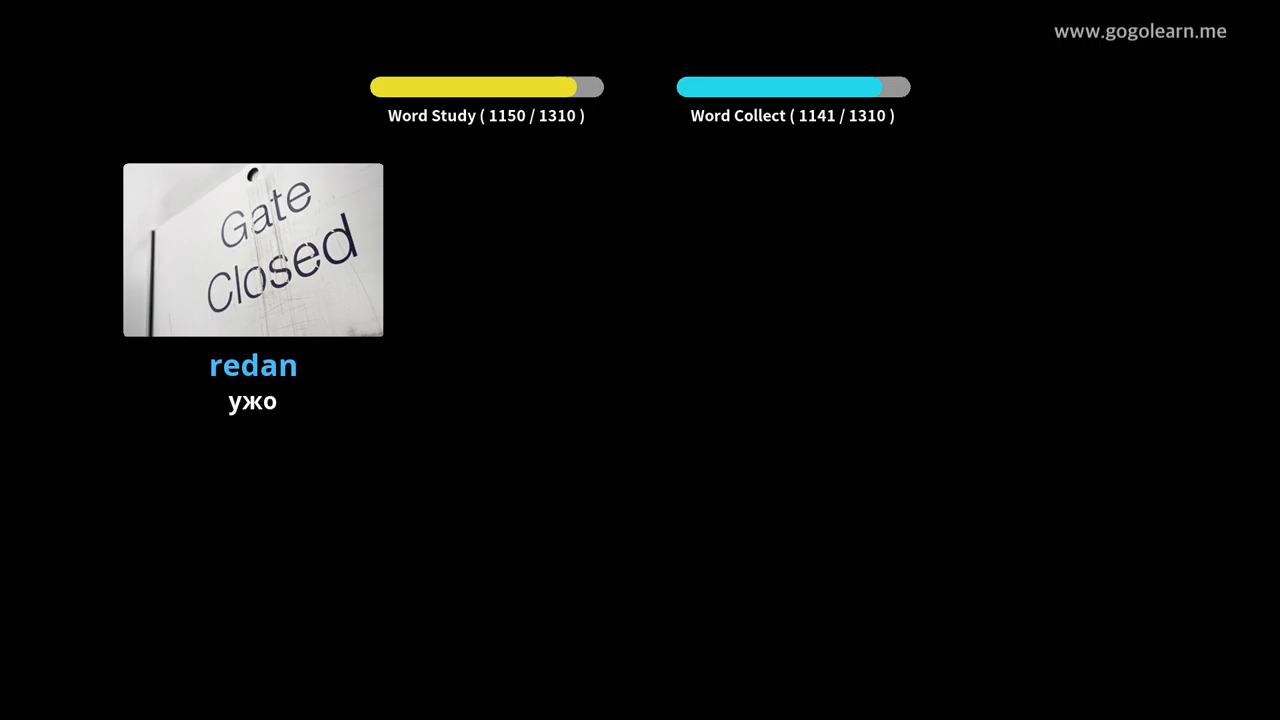 www.gogolearn.me
Word Study ( 1150 / 1310 )
Word Collect ( 1141 / 1310 )
Gate
Closed
redan
ужо